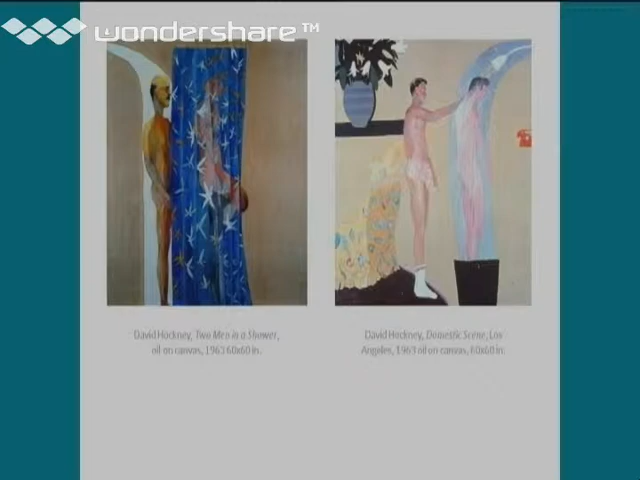 wondershare™
David Hockney, Two Men in a Shower,
oil on canvas, 1963 60x60 in.
David Hockney, Domestic Scene, Los
Angeles, 1963 oil on canvas, 60x60 in.